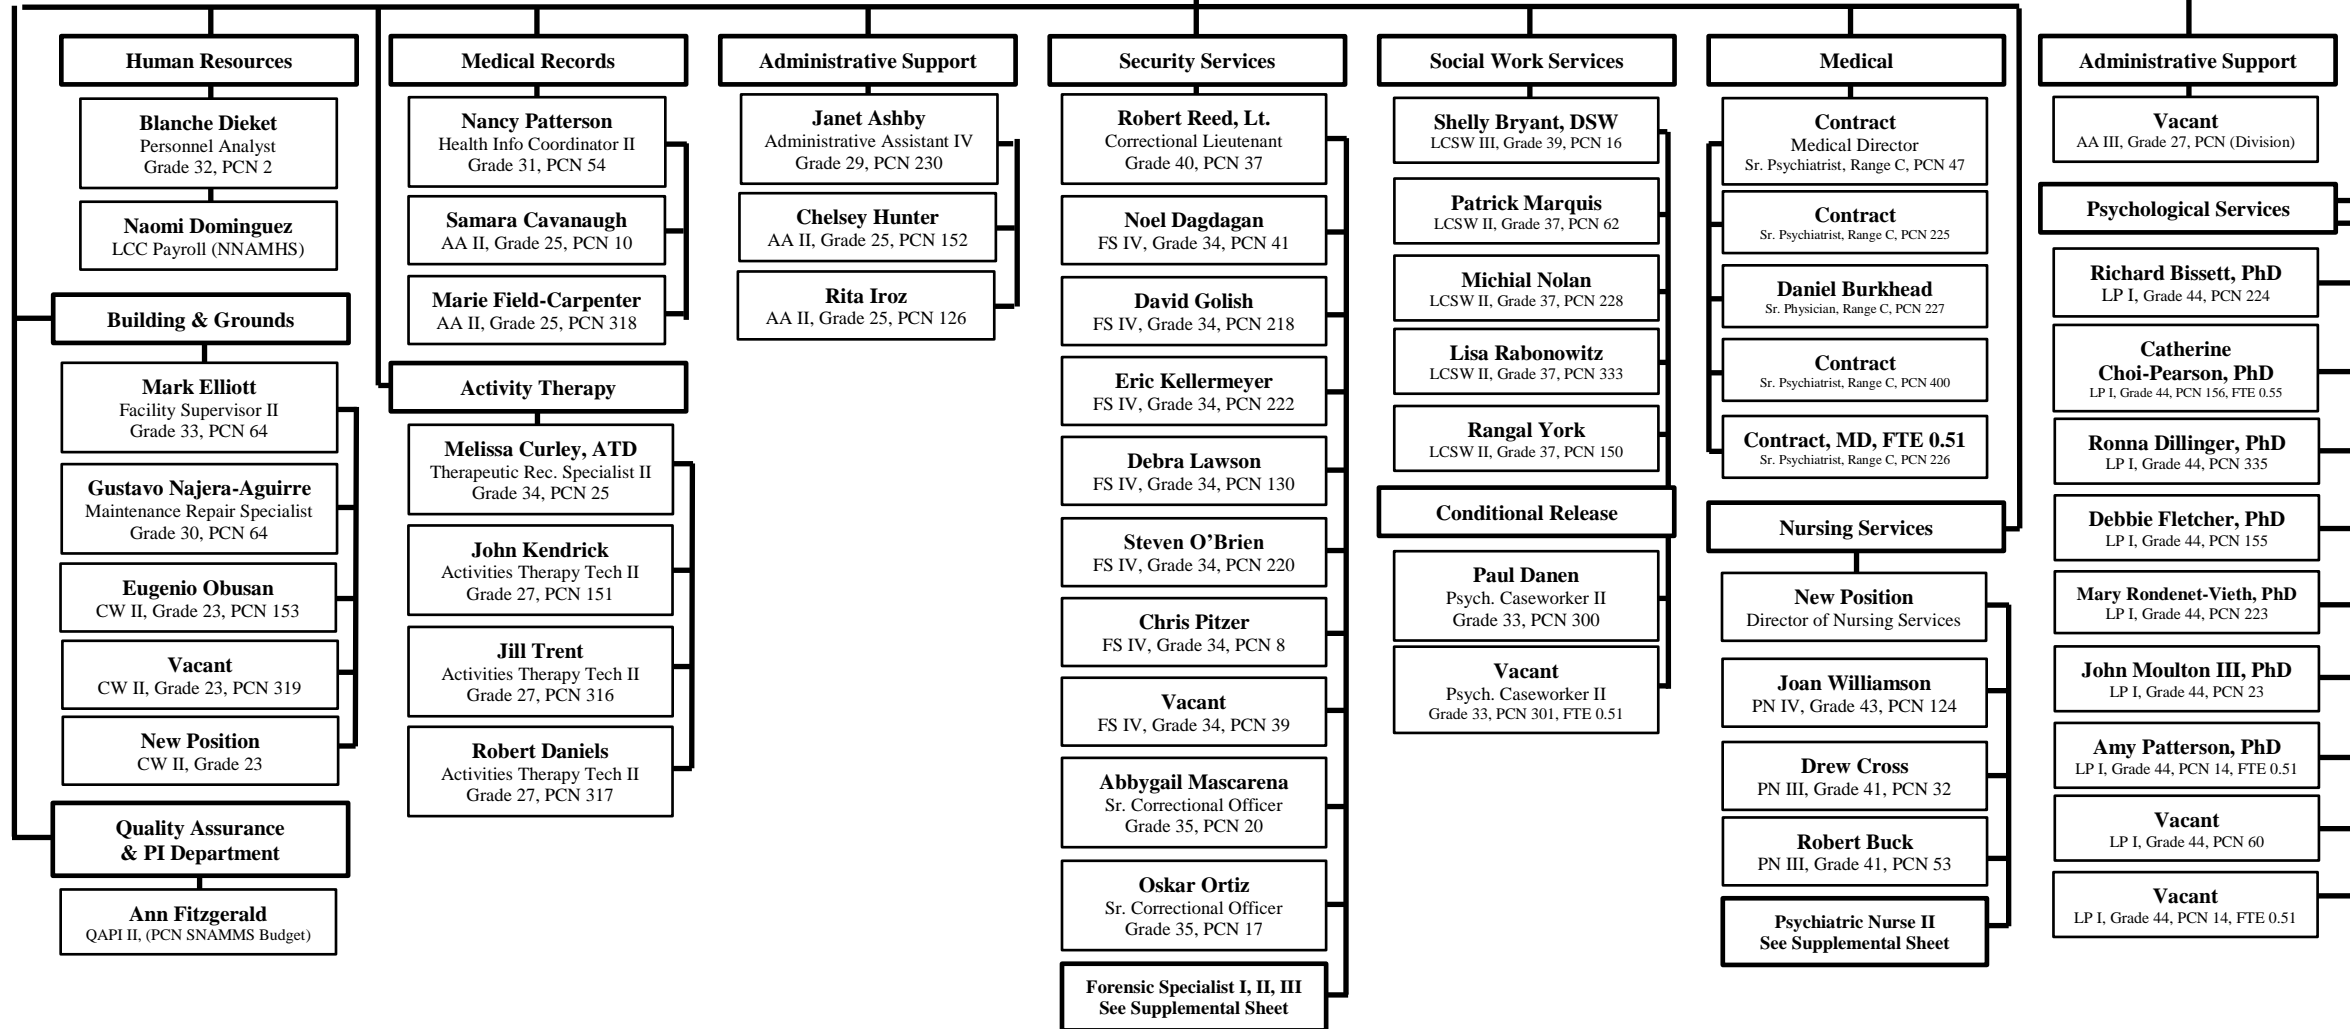 Human Resources
Blanche Dieket
Personnel Analyst
Grade 32, PCN 2
Naomi Dominguez
LCC Payroll (NNAMHS)
Building & Grounds
Mark Elliott
Facility Supervisor II
Grade 33, PCN 64
Gustavo Najera-Aguirre
Maintenance Repair Specialist
Grade 30, PCN 64
Eugenio Obusan
CW II, Grade 23, PCN 153
Vacant
CW II, Grade 23, PCN 319
New Position
CW II, Grade 23
Quality Assurance
& PI Department
Ann Fitzgerald
QAPI II, (PCN SNAMMS Budget)
Medical Records
Nancy Patterson
Health Info Coordinator II
Grade 31, PCN 54
Samara Cavanaugh
AA II, Grade 25, PCN 10
Marie Field-Carpenter
AA II, Grade 25, PCN 318
Activity Therapy
Melissa Curley, ATD
Therapeutic Rec. Specialist II
Grade 34, PCN 25
John Kendrick
Activities Therapy Tech II
Grade 27, PCN 151
Jill Trent
Activities Therapy Tech II
Grade 27, PCN 316
Robert Daniels
Activities Therapy Tech II
Grade 27, PCN 317
Administrative Support
Janet Ashby
Administrative Assistant IV
Grade 29, PCN 230
Chelsey Hunter
AA II, Grade 25, PCN 152
Rita Iroz
AA II, Grade 25, PCN 126
Security Services
Robert Reed, Lt.
Correctional Lieutenant
Grade 40, PCN 37
Noel Dagdagan
FS IV, Grade 34, PCN 41
David Golish
FS IV, Grade 34, PCN 218
Eric Kellermeyer
FS IV, Grade 34, PCN 222
Debra Lawson
FS IV, Grade 34, PCN 130
Steven O’Brien
FS IV, Grade 34, PCN 220
Chris Pitzer
FS IV, Grade 34, PCN 8
Vacant
FS IV, Grade 34, PCN 39
Abbygail Mascarena
Sr. Correctional Officer
Grade 35, PCN 20
Oskar Ortiz
Sr. Correctional Officer
Grade 35, PCN 17
Forensic Specialist I, II, III
See Supplemental Sheet
Social Work Services
Shelly Bryant, DSW
LCSW III, Grade 39, PCN 16
Patrick Marquis
LCSW II, Grade 37, PCN 62
Michial Nolan
LCSW II, Grade 37, PCN 228
Lisa Rabonowitz
LCSW II, Grade 37, PCN 333
Rangal York
LCSW II, Grade 37, PCN 150
Conditional Release
Paul Danen
Psych. Caseworker II
Grade 33, PCN 300
Vacant
Psych. Caseworker II
Grade 33, PCN 301, FTE 0.51
Medical
Contract
Medical Director
Sr. Psychiatrist, Range C, PCN 47
Contract
Sr. Psychiatrist, Range C, PCN 225
Daniel Burkhead
Sr. Physician, Range C, PCN 227
Contract
Sr. Psychiatrist, Range C, PCN 400
Contract, MD, FTE 0.51
Sr. Psychiatrist, Range C, PCN 226
Nursing Services
New Position
Director of Nursing Services
Joan Williamson
PN IV, Grade 43, PCN 124
Drew Cross
PN III, Grade 41, PCN 32
Robert Buck
PN III, Grade 41, PCN 53
Psychiatric Nurse II
See Supplemental Sheet
Administrative Support
Vacant
AA III, Grade 27, PCN (Division)
Psychological Services
Richard Bissett, PhD
LP I, Grade 44, PCN 224
Catherine
Choi-Pearson, PhD
LP I, Grade 44, PCN 156, FTE 0.55
Ronna Dillinger, PhD
LP I, Grade 44, PCN 335
Debbie Fletcher, PhD
LP I, Grade 44, PCN 155
Mary Rondenet-Vieth, PhD
LP I, Grade 44, PCN 223
John Moulton III, PhD
LP I, Grade 44, PCN 23
Amy Patterson, PhD
LP I, Grade 44, PCN 14, FTE 0.51
Vacant
LP I, Grade 44, PCN 60
Vacant
LP I, Grade 44, PCN 14, FTE 0.51